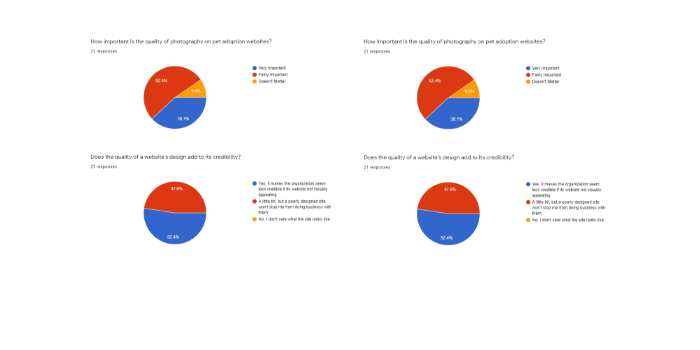 How important is the quality of photography on pet adoption websites?
21 responses
Very Important
Fairly Important
Doesn't Matter
52.4%
9.5%
38.1%
Does the quality of a website's design add to its credibility?
21 responses
Yes, it makes the organization seem
less credible if its website not visually
appealing
A little bit, but a poorly designed site
won't stop me from doing business with
them
No, I don't care what the site looks like
47.6%
52.4%
How important is the quality of photography on pet adoption websites?
21 responses
Very Important
Fairly Important
Doesn't Matter
52.4%
9.5%
38.1%
Does the quality of a website's design add to its credibility?
21 responses
Yes, it makes the organization seem
less credible if its website not visually
appealing
A little bit, but a poorly designed site
won't stop me from doing business with
them
No, I don't care what the site looks like
47.6%
52.4%